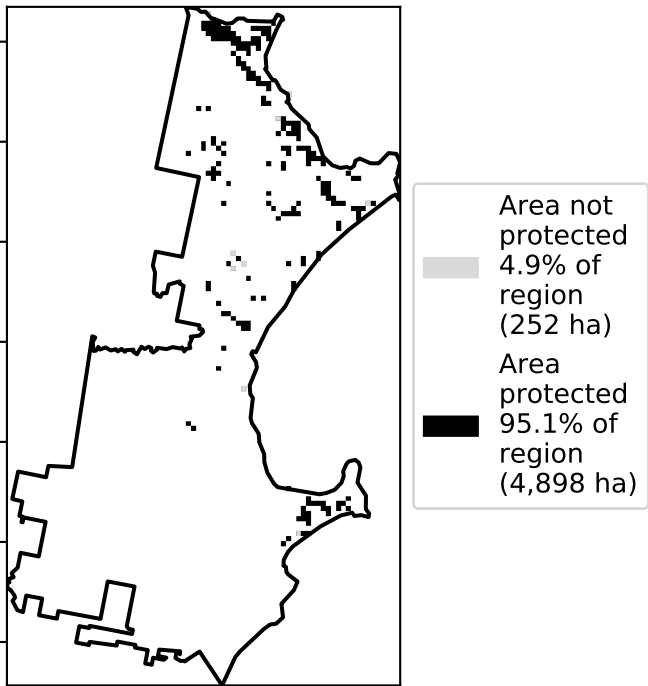 Area not
protected
4.9% of
region
(252 ha)
Area
protected
95.1% of
region
(4,898 ha)